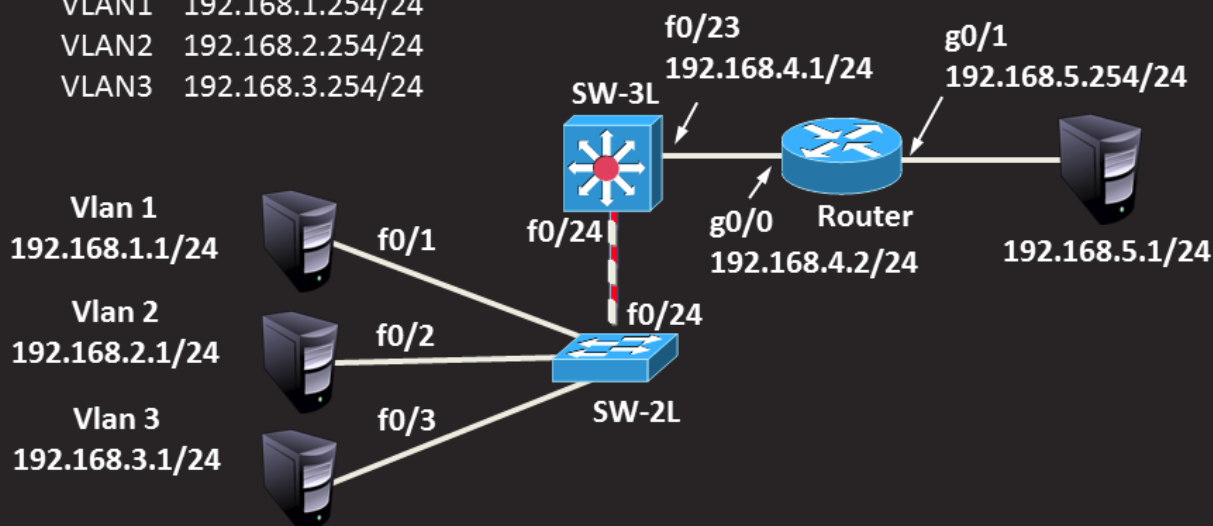 VLAN1 192.168.1.254/24
VLAN2 192.168.2.254/24
VLAN3 192.168.3.254/24
f0/23
192.168.4.1/24
g0/1
192.168.5.254/24
SW-3L
Vlan 1
192.168.1.1/24
f0/1
f0/24
g0/0
192.168.4.2/24
Router
192.168.5.1/24
Vlan 2
192.168.2.1/24
f0/2
f0/24
Vlan 3
192.168.3.1/24
f0/3
SW-2L